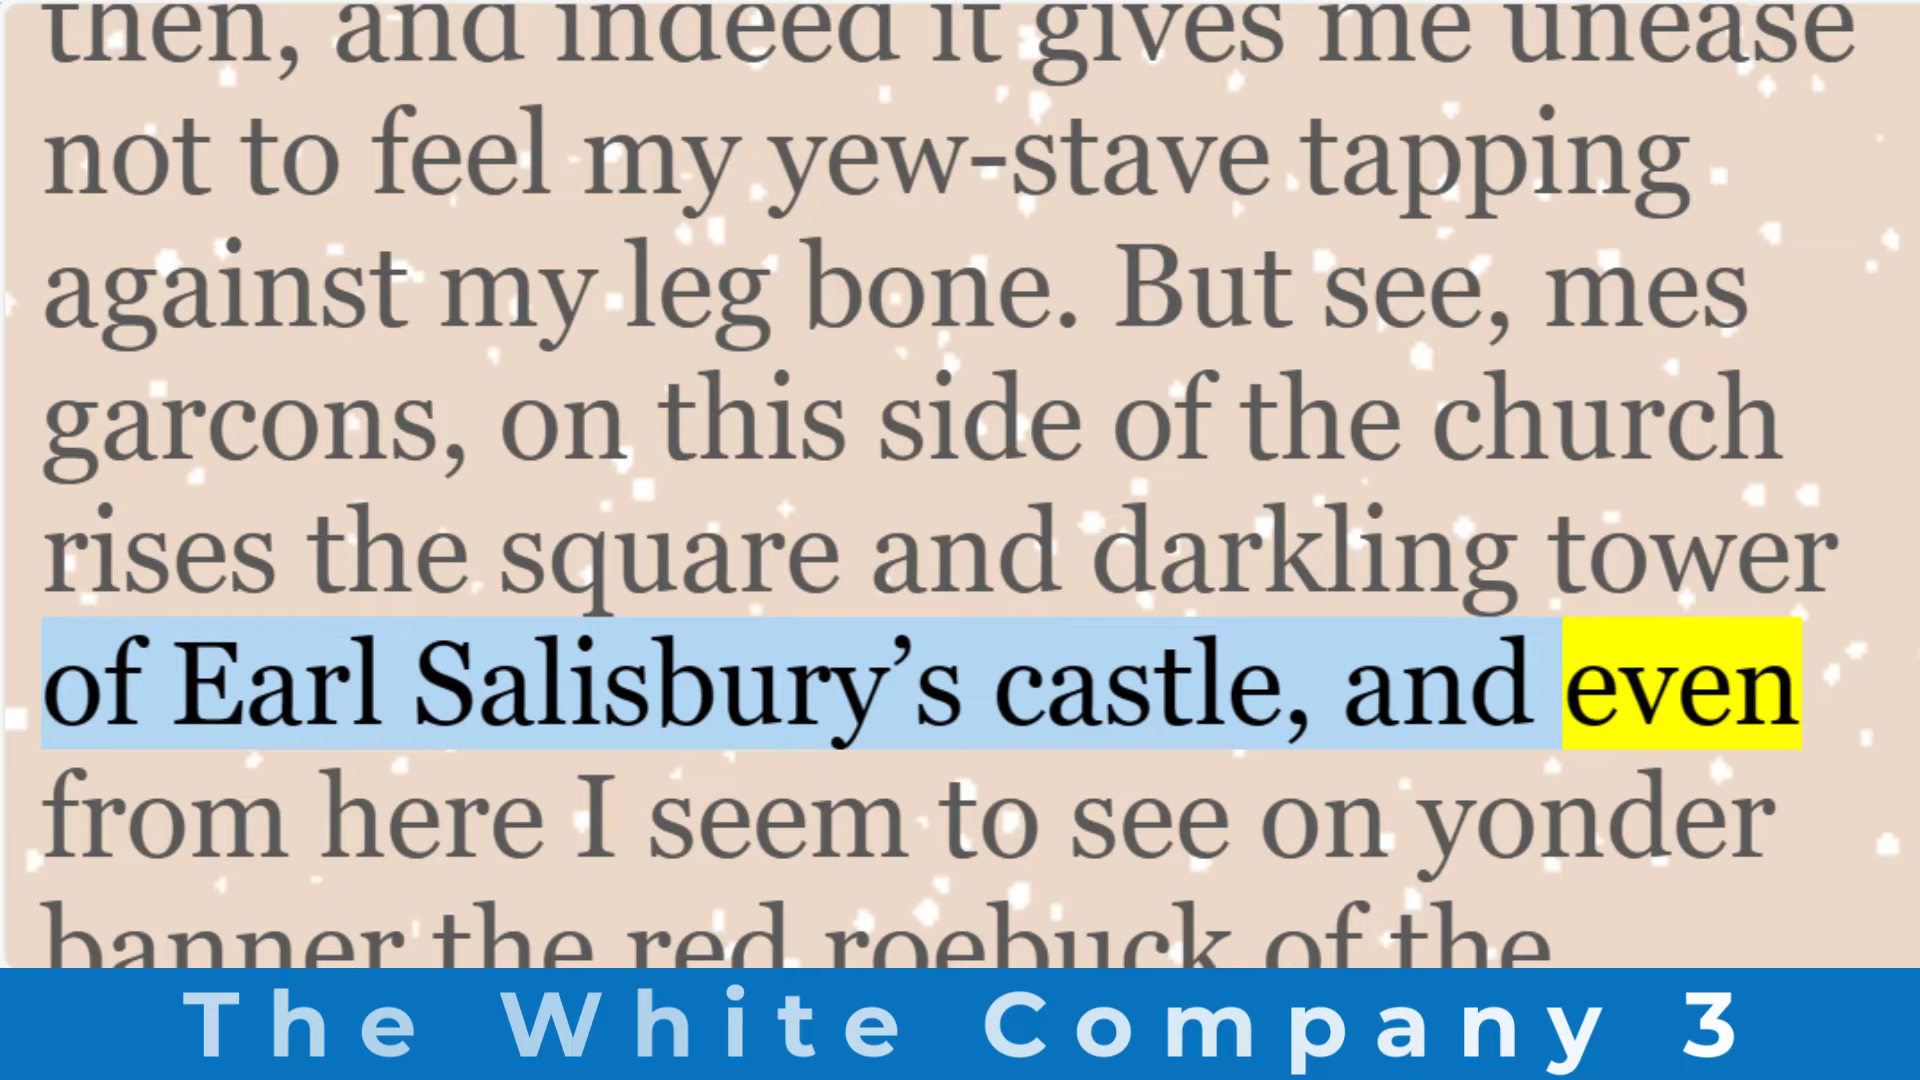 then, and indeed it gives me unease
not to feel my yew-stave tapping
against my leg bone. But see, mes
garcons, on this side of the church
rises the square and darkling tower
of Earl Salisbury’s castle, and even
from here I seem to see on yonder
banner the red roebuck of the
The White Company 3